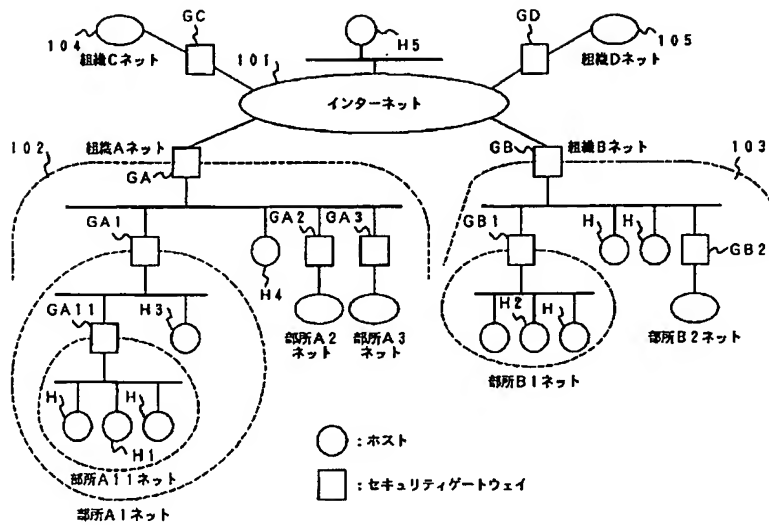 GC
GD
104
組織Cネット
101
H5
組織Dネット
105
インターネット
102
組織Aネット
GA
GB
組織Bネット
103
GA1
GA2
GA3
H4
GB1
H
H
GB2
GA11
H3
部所A2
ネット
部所A3
ネット
H2
H
部所B1ネット
部所B2ネット
H
H
H1
部所A11ネット
部所A1ネット
:ホスト
:セキュリティゲートウェイ